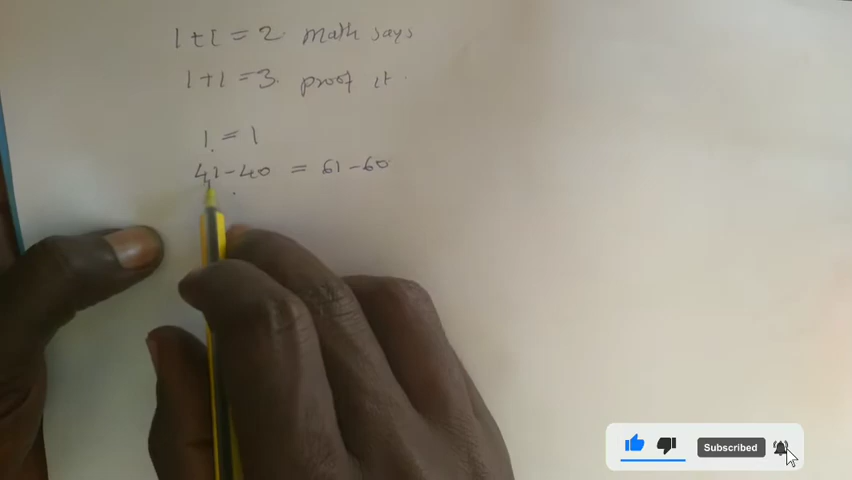 1+1 = 2 math says
1+1 = 3. proof it.
1 = 1
41-40 = 61-60
Subscribed